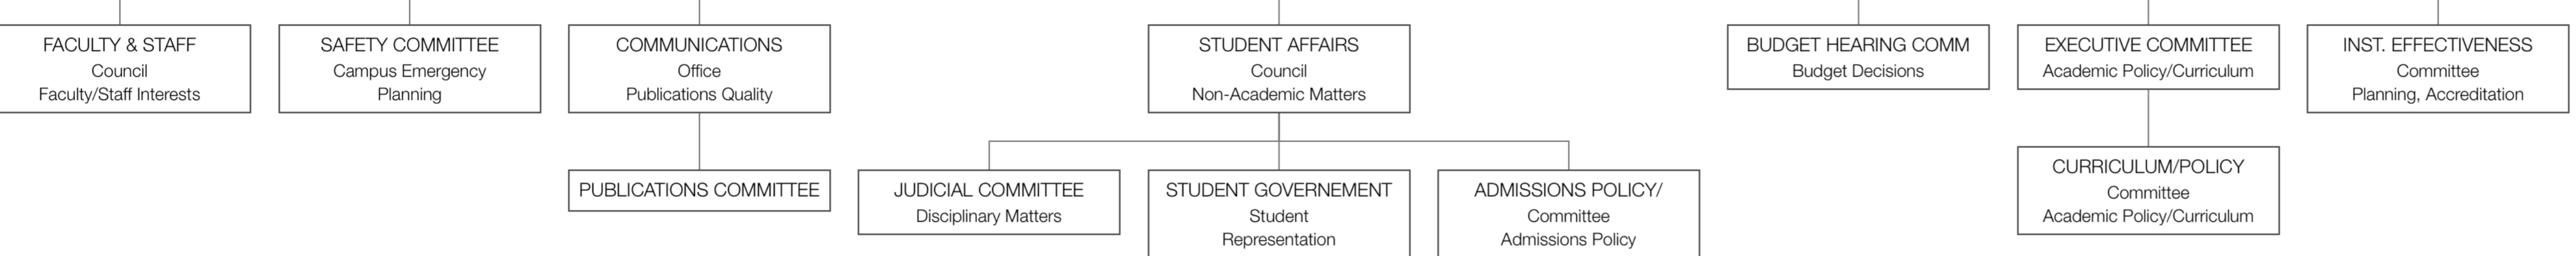 FACULTY & STAFF
Council
Faculty/Staff Interests
SAFETY COMMITTEE
Campus Emergency
Planning
COMMUNICATIONS
Office
Publications Quality
STUDENT AFFAIRS
Council
Non-Academic Matters
BUDGET HEARING COMM
Budget Decisions
EXECUTIVE COMMITTEE
Academic Policy/Curriculum
INST. EFFECTIVENESS
Committee
Planning, Accreditation
PUBLICATIONS COMMITTEE
JUDICIAL COMMITTEE
Disciplinary Matters
STUDENT GOVERNEMENT
Student
Representation
ADMISSIONS POLICY/
Committee
Admissions Policy
CURRICULUM/POLICY
Committee
Academic Policy/Curriculum